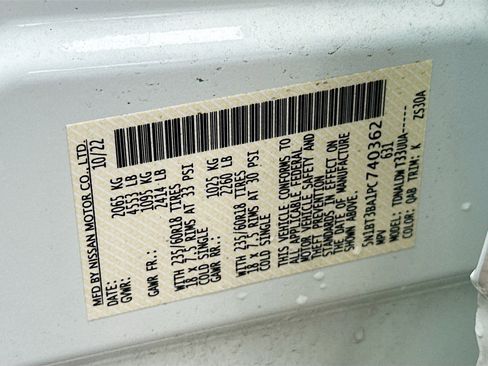 MFD BY NISSAN MOTOR CO., LTD.
DATE: 10/22
GVWR: 2065 KG
4553 LB
GAWR FR.: 1095 KG
2414 LB
WITH 235/60R18 TIRES
18 X 7.5 RIMS AT 33 PSI
COLD SINGLE
GAWR RR.: 1025 KG
2260 LB
WITH 235/60R18 TIRES
18 X 7.5 RIMS AT 30 PSI
COLD SINGLE
THIS VEHICLE CONFORMS TO
ALL APPLICABLE FEDERAL
MOTOR VEHICLE SAFETY AND
THEFT PREVENTION
STANDARDS IN EFFECT ON
THE DATE OF MANUFACTURE
SHOWN ABOVE.
5N1BT3BA1PC740362
MPV 631
MODEL: TDMALDW T33UUA-----
COLOR: QAB TRIM: K ZS30A